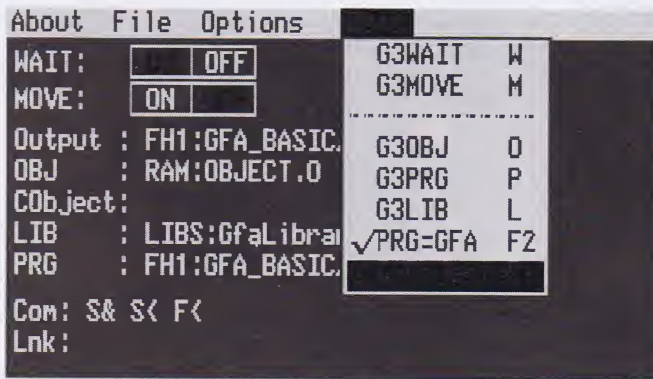 About File Options
WAIT: OFF
MOVE: ON
Output : FH1:GFA_BASIC
OBJ : RAM:OBJECT.O
CObject:
LIB : LIBS:GfaLibrar
PRG : FH1:GFA_BASIC
Com: S& S< F<
Lnk:
G3WAIT W
G3MOVE M
G3OBJ O
G3PRG P
G3LIB L
✓PRG=GFA F2